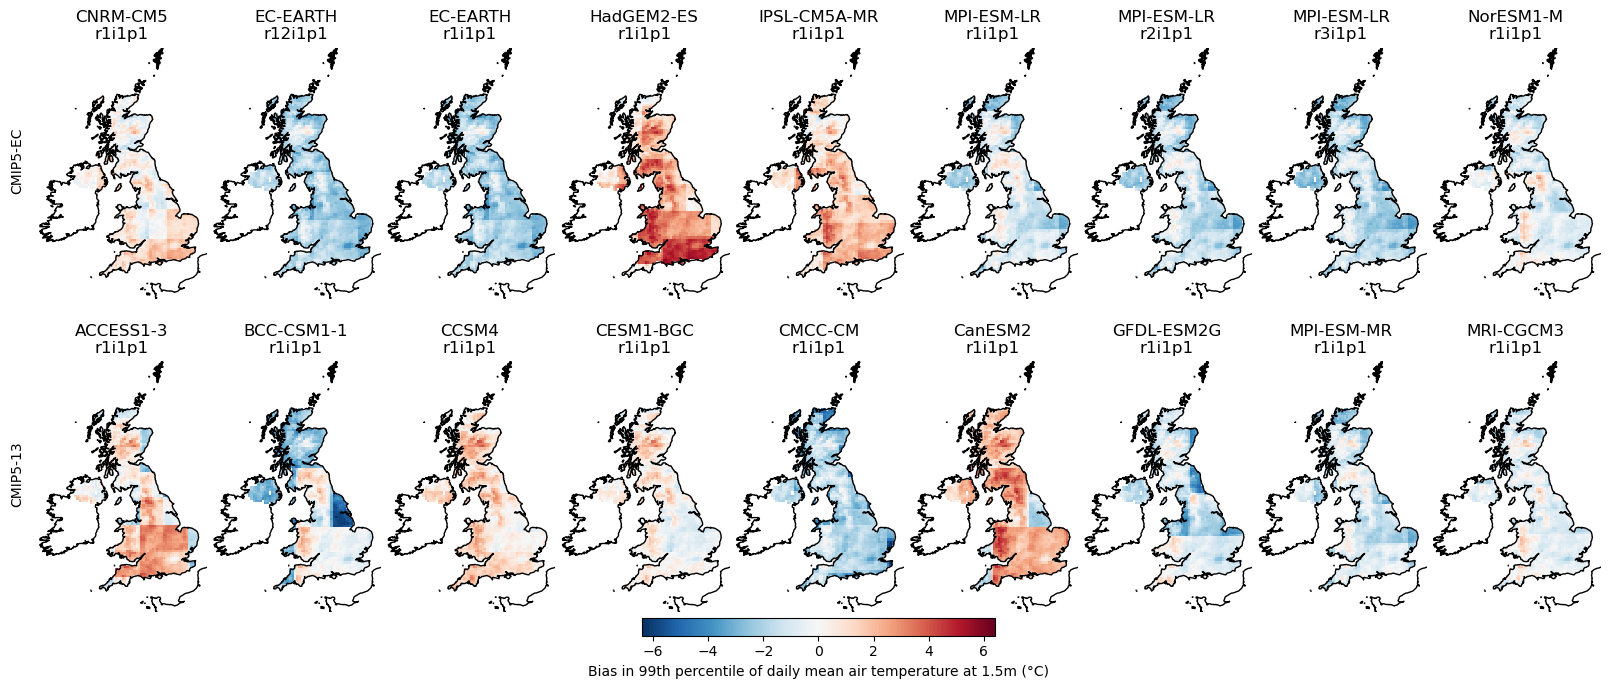 CNRM-CM5 EC-EARTH EC-EARTH HadGEM2-ES IPSL-CM5A-MR MPI-ESM-LR MPI-ESM-LR MPI-ESM-LR NorESM1-M
r1i1p1 r12i1p1 r1i1p1 r1i1p1 r1i1p1 r1i1p1 r2i1p1 r3i1p1 r1i1p1
CMIP5-EC
ACCESS1-3 BCC-CSM1-1 CCSM4 CESM1-BGC CMCC-CM CanESM2 GFDL-ESM2G MPI-ESM-MR MRI-CGCM3
r1i1p1 r1i1p1 r1i1p1 r1i1p1 r1i1p1 r1i1p1 r1i1p1 r1i1p1 r1i1p1
CMIP5-13
−6 −4 −2 0 2 4 6
Bias in 99th percentile of daily mean air temperature at 1.5m (°C)